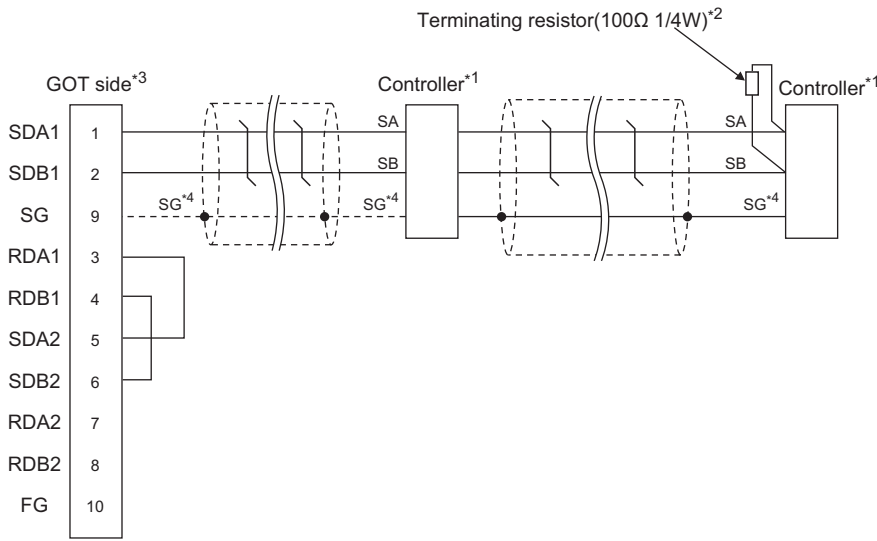 Terminating resistor(100Ω 1/4W)*2
GOT side*3
Controller*1
Controller*1
SDA1 1 SA SA
SDB1 2 SB SB
SG 9 SG*4 SG*4 SG*4
RDA1 3
RDB1 4
SDA2 5
SDB2 6
RDA2 7
RDB2 8
FG 10